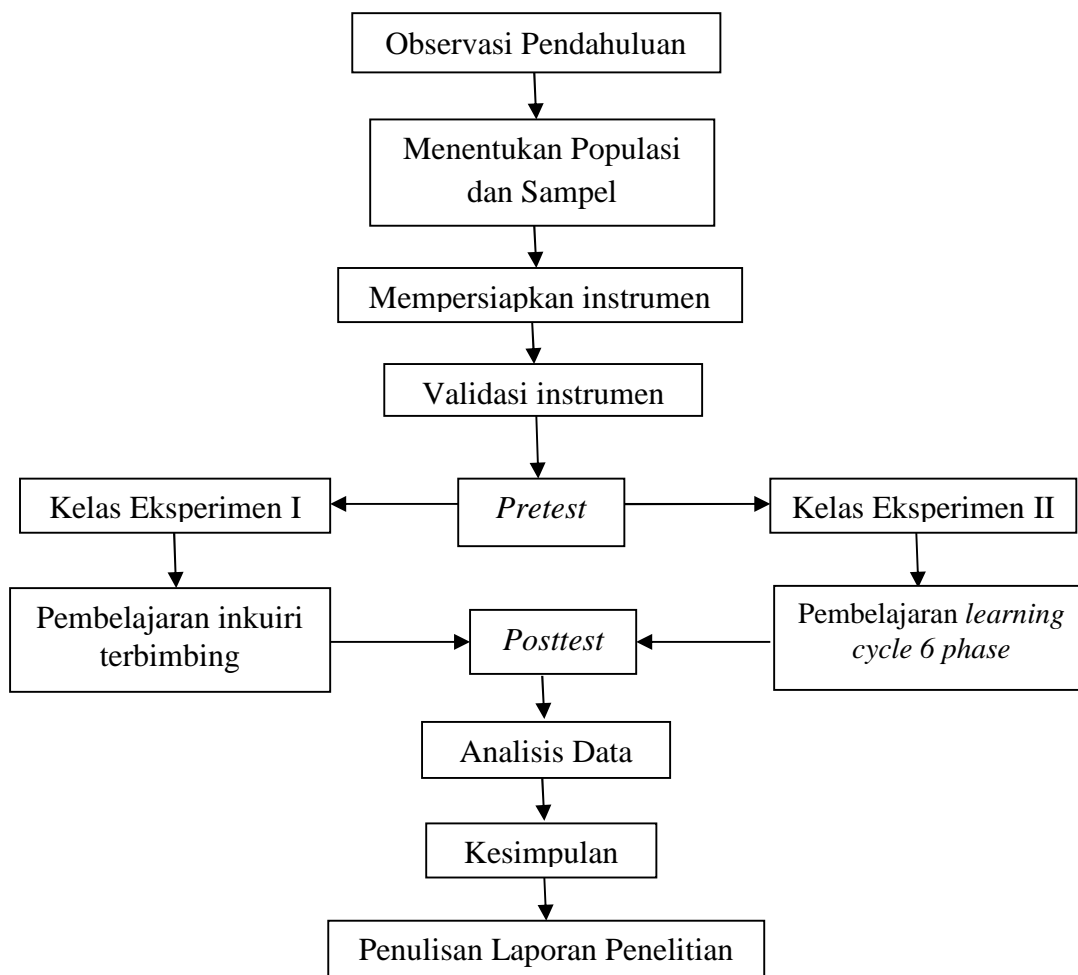 Observasi Pendahuluan
Menentukan Populasi
dan Sampel
Mempersiapkan instrumen
Validasi instrumen
Kelas Eksperimen I
Pretest
Kelas Eksperimen II
Pembelajaran inkuiri
terbimbing
Posttest
Pembelajaran learning
cycle 6 phase
Analisis Data
Kesimpulan
Penulisan Laporan Penelitian